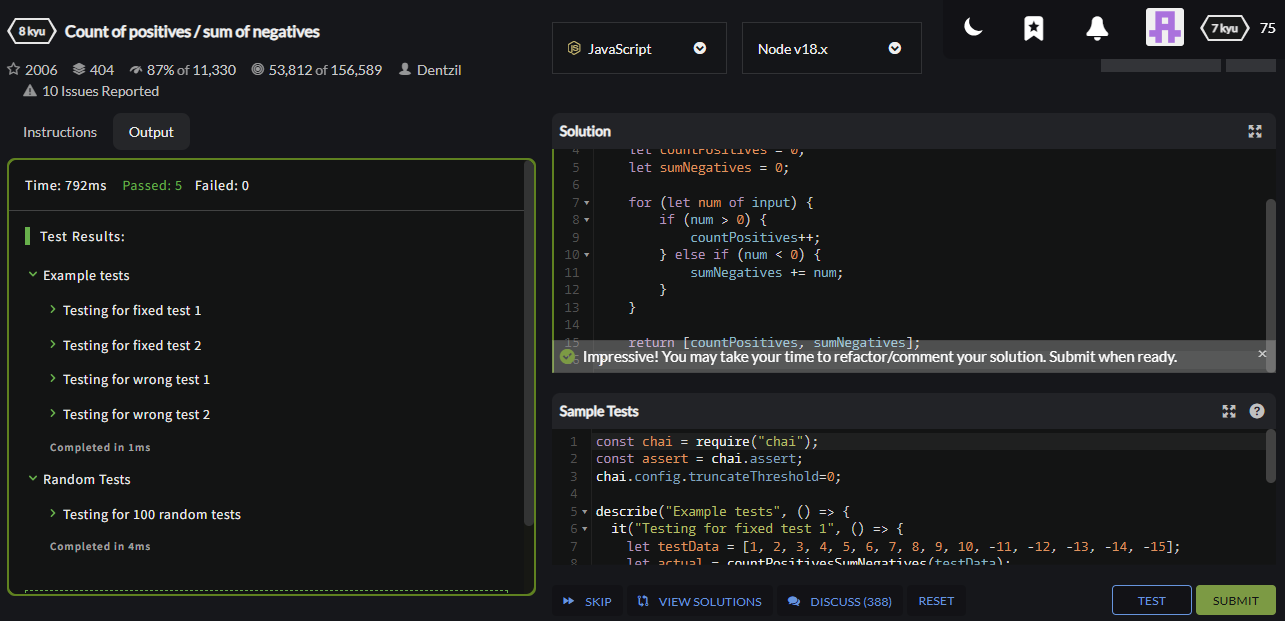 8 kyu Count of positives / sum of negatives
2006 404 87% of 11,330 53,812 of 156,589 Dentzil
10 Issues Reported
JavaScript
Node v18.x
7 kyu 75
Instructions Output
Time: 792ms Passed: 5 Failed: 0
Test Results:
Example tests
Testing for fixed test 1
Testing for fixed test 2
Testing for wrong test 1
Testing for wrong test 2
Completed in 1ms
Random Tests
Testing for 100 random tests
Completed in 4ms
Solution
4 let countPositives = 0;
5 let sumNegatives = 0;
6
7 for (let num of input) {
8 if (num > 0) {
9 countPositives++;
10 } else if (num < 0) {
11 sumNegatives += num;
12 }
13 }
14
15 return [countPositives, sumNegatives];
Impressive! You may take your time to refactor/comment your solution. Submit when ready.
Sample Tests
1 const chai = require("chai");
2 const assert = chai.assert;
3 chai.config.truncateThreshold=0;
4
5 describe("Example tests", () => {
6 it("Testing for fixed test 1", () => {
7 let testData = [1, 2, 3, 4, 5, 6, 7, 8, 9, 10, -11, -12, -13, -14, -15];
8 let actual = countPositivesSumNegatives(testData);
SKIP VIEW SOLUTIONS DISCUSS (388) RESET TEST SUBMIT